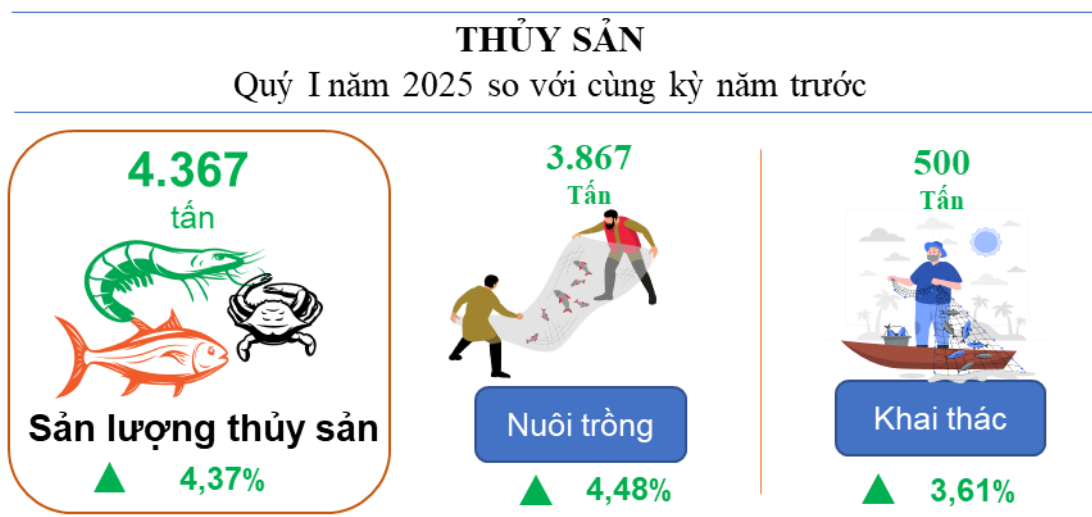 THỦY SẢN
Quý I năm 2025 so với cùng kỳ năm trước
4.367
tấn
Sản lượng thủy sản
4,37%
3.867
Tấn
Nuôi trồng
4,48%
500
Tấn
Khai thác
3,61%